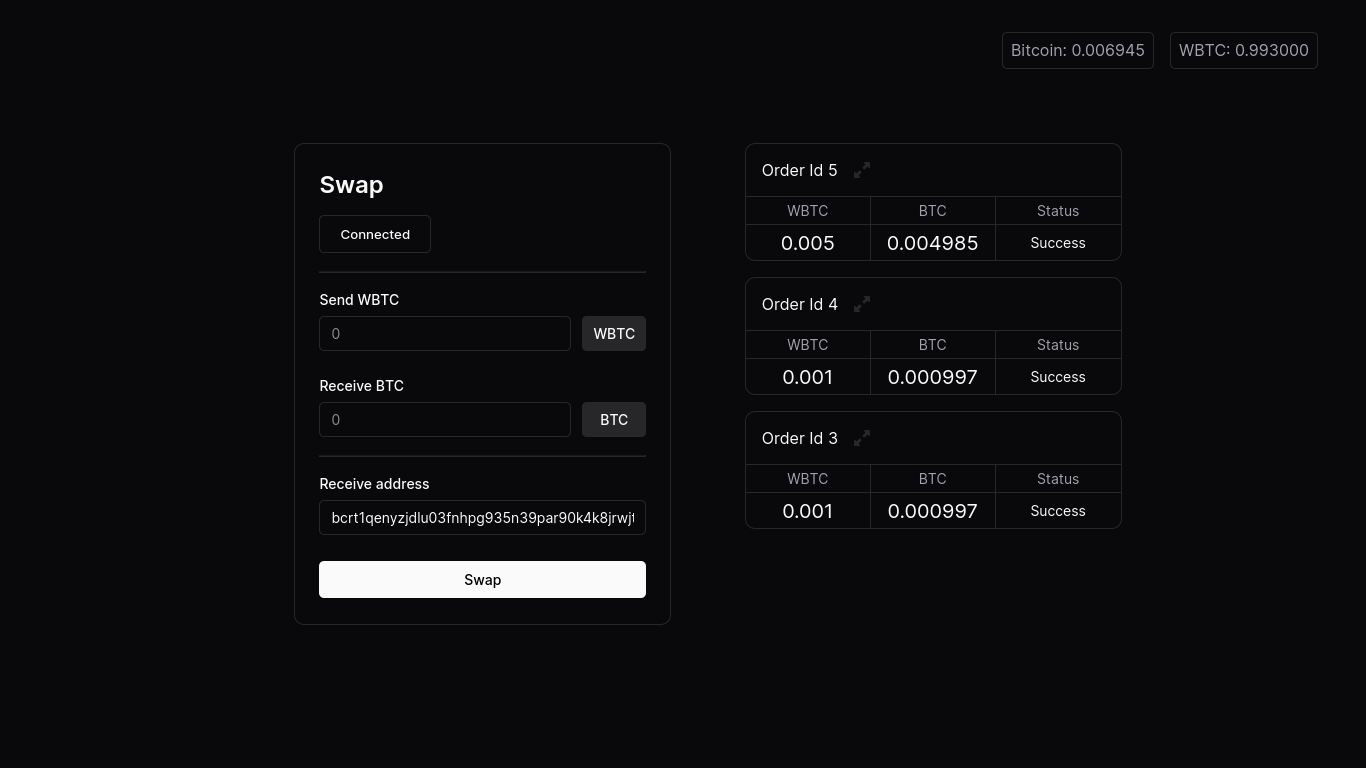 Bitcoin: 0.006945 WBTC: 0.993000
Swap
Connected
Send WBTC
0 WBTC
Receive BTC
0 BTC
Receive address
bcrt1qenyzjdlu03fnhpg935n39par90k4k8jrwjt
Swap
Order Id 5
WBTC BTC Status
0.005 0.004985 Success
Order Id 4
WBTC BTC Status
0.001 0.000997 Success
Order Id 3
WBTC BTC Status
0.001 0.000997 Success